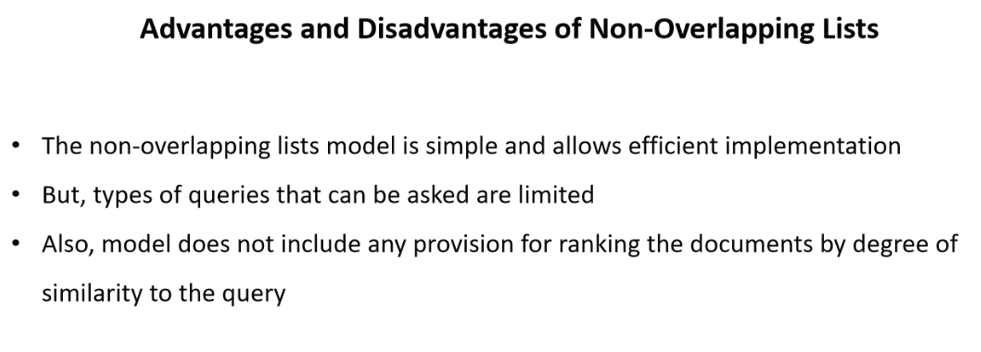 Advantages and Disadvantages of Non-Overlapping Lists
• The non-overlapping lists model is simple and allows efficient implementation
• But, types of queries that can be asked are limited
• Also, model does not include any provision for ranking the documents by degree of
similarity to the query